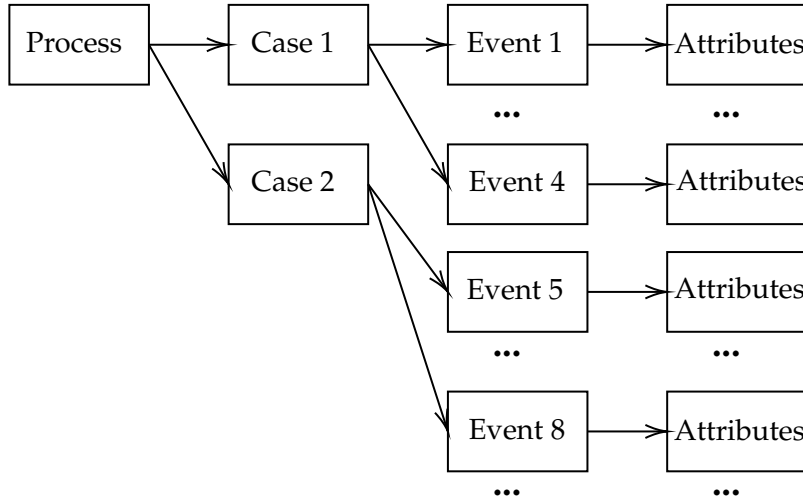 Process
Case 1
Event 1
Attributes
... ...
Case 2
Event 4
Attributes
Event 5
Attributes
... ...
Event 8
Attributes
... ...